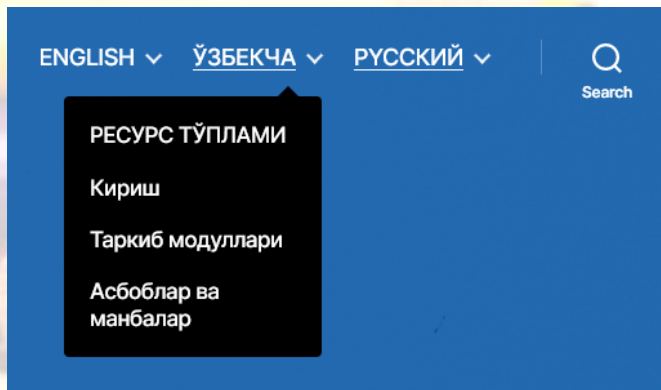 ENGLISH ЎЗБЕКЧА РУССКИЙ
Search
РЕСУРС ТЎПЛАМИ
Кириш
Таркиб модуллари
Асбоблар ва
манбалар